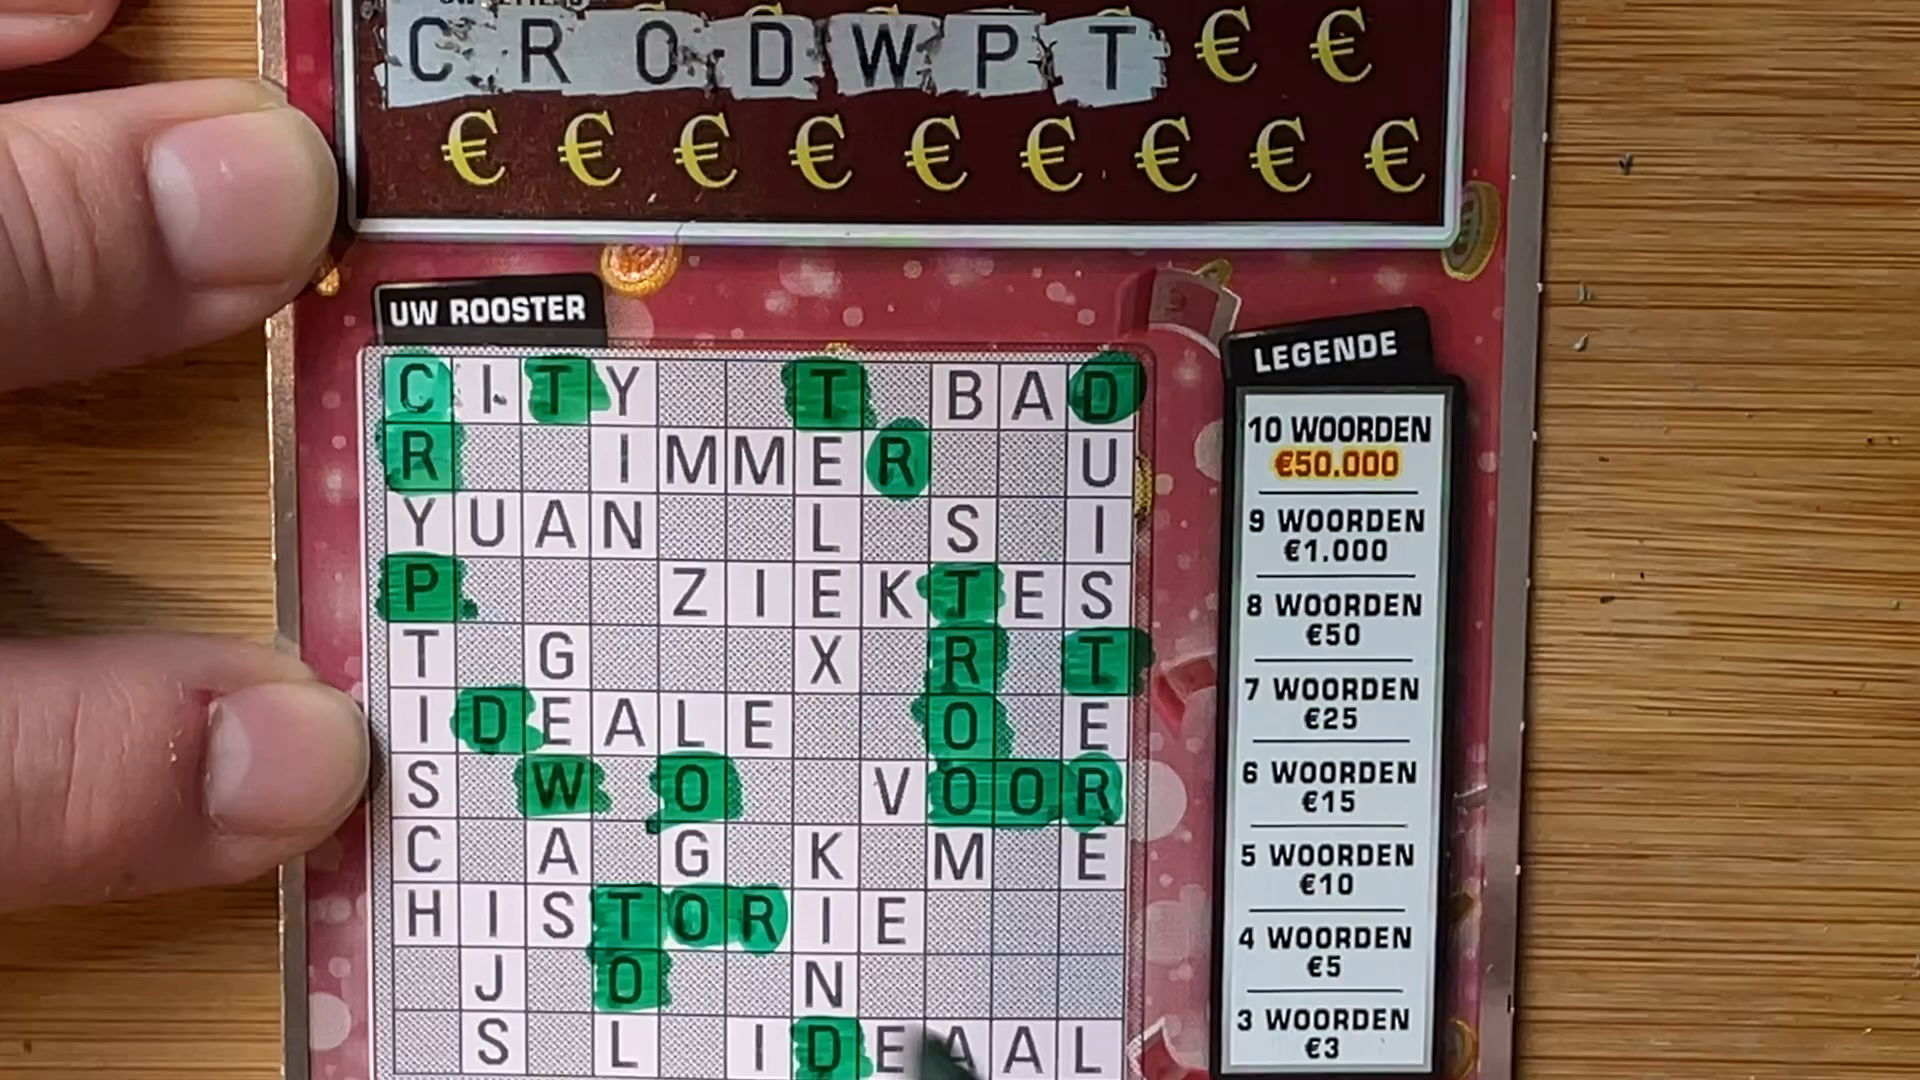 C R O D W P T € €
€ € € € € € € € €
UW ROOSTER
LEGENDE
C I T Y T B A D
R I M M E R U
Y U A N L S I
P Z I E K T E S
T G X R T
I D E A L E O E
S W O V O O R
C A G K M E
H I S T O R I E
J O N
S L I D E A A L
10 WOORDEN
€50.000
9 WOORDEN
€1.000
8 WOORDEN
€50
7 WOORDEN
€25
6 WOORDEN
€15
5 WOORDEN
€10
4 WOORDEN
€5
3 WOORDEN
€3